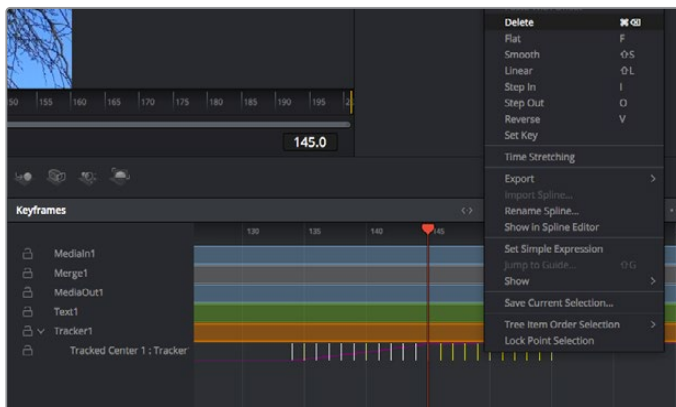 Delete ⌘⌫
Flat F
Smooth ⇧S
Linear ⇧L
Step In I
Step Out O
Reverse V
Set Key
Time Stretching
Export >
Import Spline...
Rename Spline...
Show in Spline Editor
Set Simple Expression
Jump to Guide... ⇧G
Show >
Save Current Selection...
Tree Item Order Selection >
Lock Point Selection
155 160 165 170 175 180 185 190 195
145.0
Keyframes
130 135 140 145
MediaIn1
Merge1
MediaOut1
Text1
Tracker1
Tracked Center 1 : Tracker